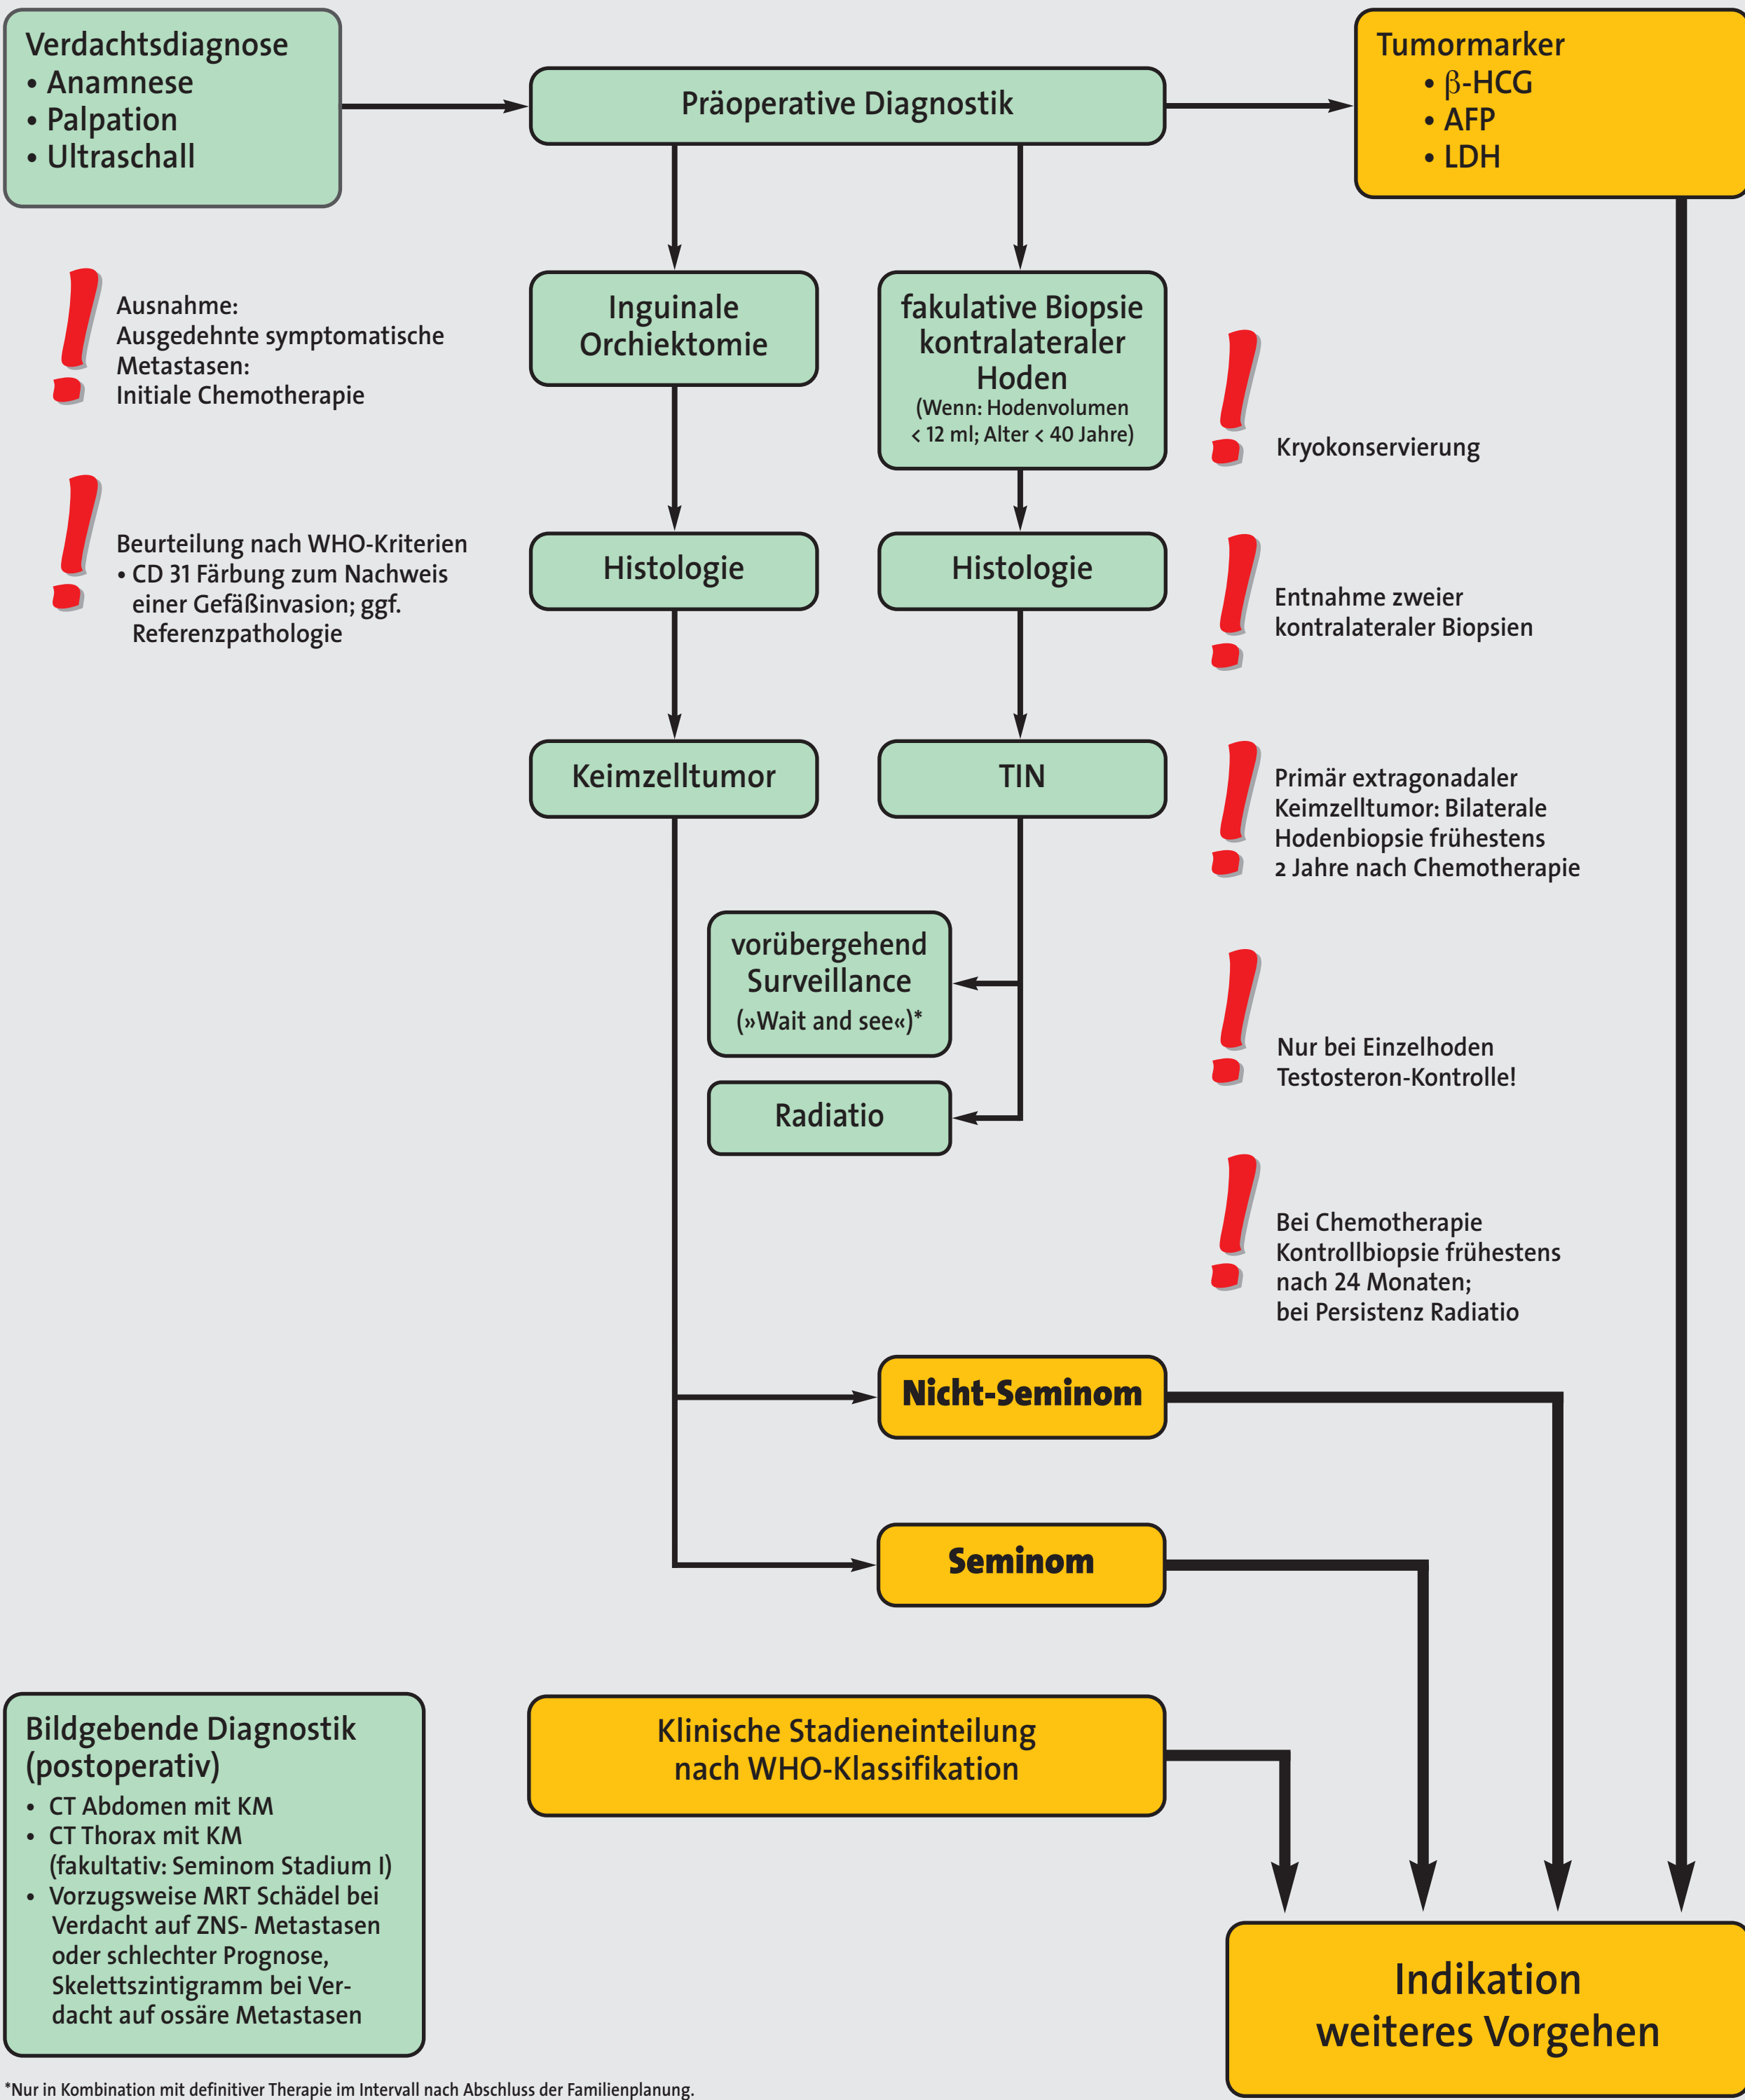 Verdachtsdiagnose
• Anamnese
• Palpation
• Ultraschall
Präoperative Diagnostik
Tumormarker
• β-HCG
• AFP
• LDH
Ausnahme:
Ausgedehnte symptomatische
Metastasen:
Initiale Chemotherapie
Inguinale
Orchiektomie
fakulative Biopsie
kontralateraler
Hoden
(Wenn: Hodenvolumen
< 12 ml; Alter < 40 Jahre)
Kryokonservierung
Beurteilung nach WHO-Kriterien
• CD 31 Färbung zum Nachweis
einer Gefäßinvasion; ggf.
Referenzpathologie
Histologie
Histologie
Entnahme zweier
kontralateraler Biopsien
Keimzelltumor
TIN
Primär extragonadaler
Keimzelltumor: Bilaterale
Hodenbiopsie frühestens
2 Jahre nach Chemotherapie
vorübergehend
Surveillance
(»Wait and see«)*
Nur bei Einzelhoden
Testosteron-Kontrolle!
Radiatio
Bei Chemotherapie
Kontrollbiopsie frühestens
nach 24 Monaten;
bei Persistenz Radiatio
Nicht-Seminom
Seminom
Bildgebende Diagnostik
(postoperativ)
• CT Abdomen mit KM
• CT Thorax mit KM
(fakultativ: Seminom Stadium I)
• Vorzugsweise MRT Schädel bei
Verdacht auf ZNS- Metastasen
oder schlechter Prognose,
Skelettszintigramm bei Ver-
dacht auf ossäre Metastasen
Klinische Stadieneinteilung
nach WHO-Klassifikation
Indikation
weiteres Vorgehen
*Nur in Kombination mit definitiver Therapie im Intervall nach Abschluss der Familienplanung.